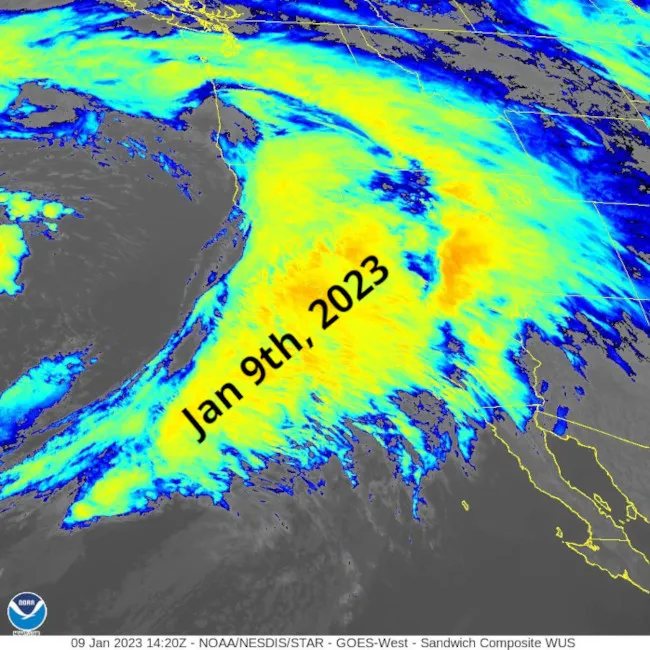 Jan 9th, 2023
NOAA
09 Jan 2023 14:20Z - NOAA/NESDIS/STAR - GOES-West - Sandwich Composite WUS